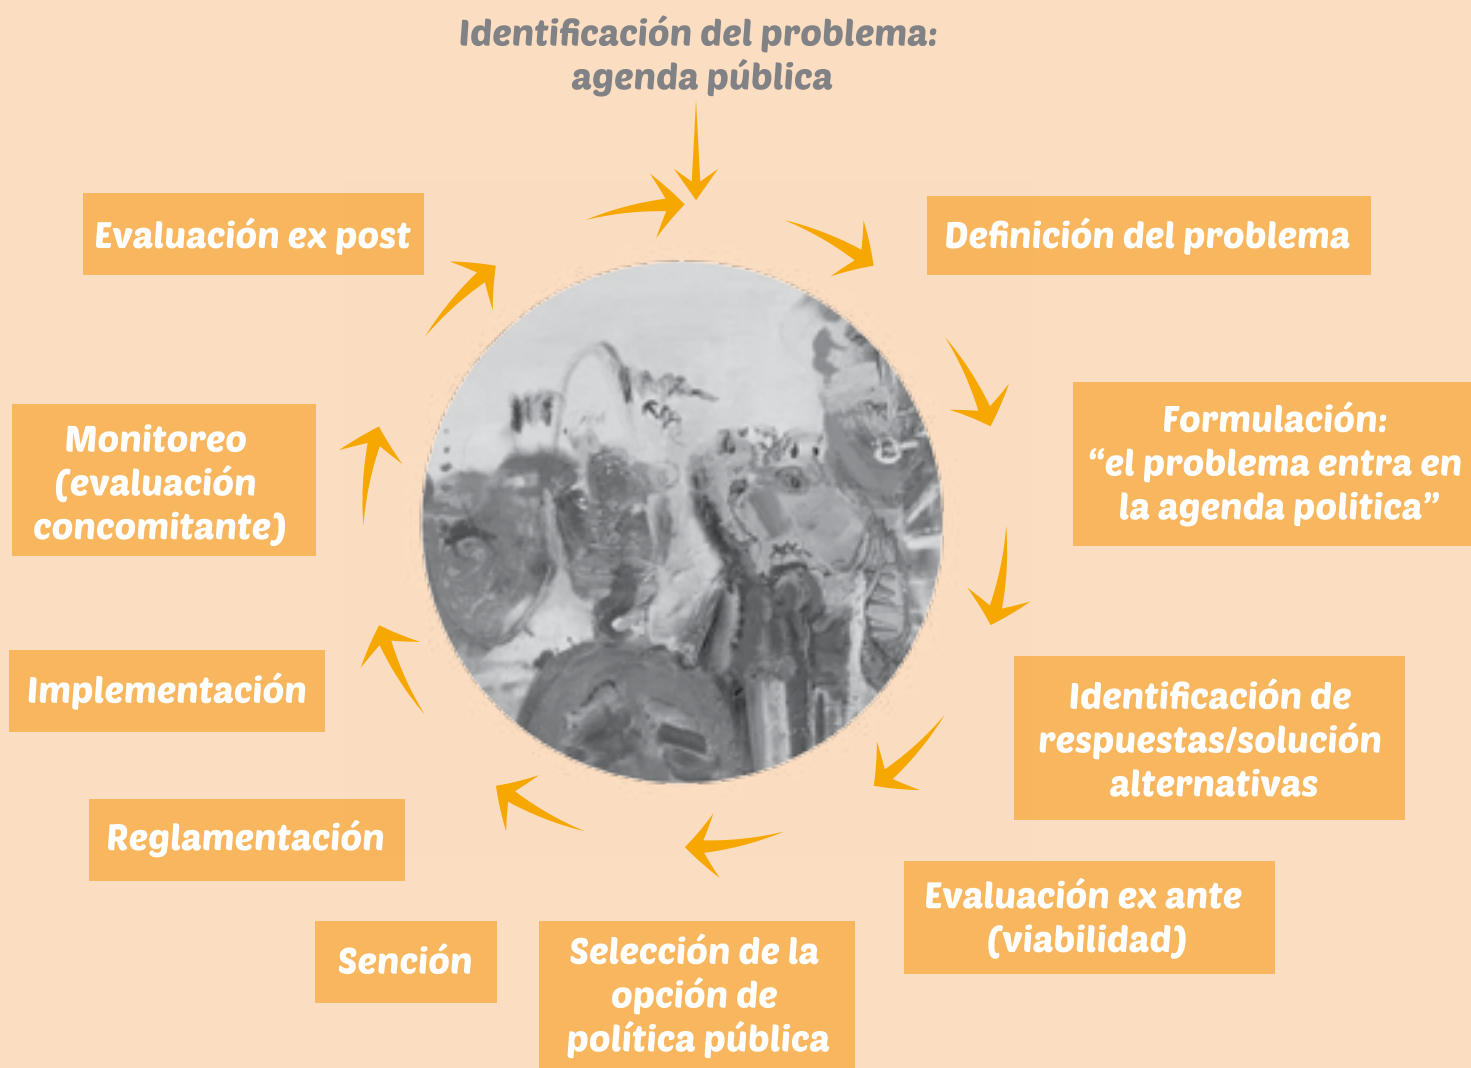 Identificación del problema:
agenda pública
Definición del problema
Formulación:
“el problema entra en
la agenda politica”
Identificación de
respuestas/solución
alternativas
Evaluación ex ante
(viabilidad)
Selección de la
opción de
política pública
Sención
Reglamentación
Implementación
Monitoreo
(evaluación
concomitante)
Evaluación ex post